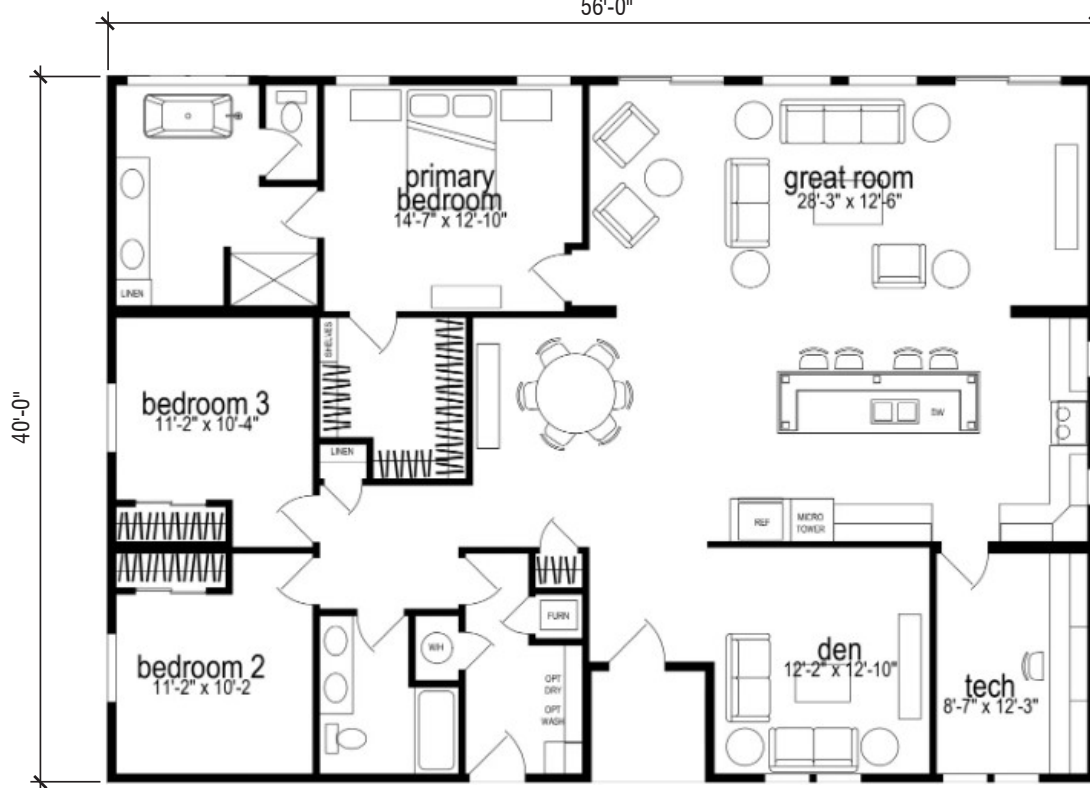 56'-0"
40'-0"
primary
bedroom
14'-7" x 12'-10"
great room
28'-3" x 12'-6"
LINEN
SHELVES
bedroom 3
11'-2" x 10'-4"
LINEN
DW
REF
MICRO
TOWER
FURN
W/H
bedroom 2
11'-2" x 10'-2
OPT
DRY
OPT
WASH
den
12'-2" x 12'-10"
tech
8'-7" x 12'-3"